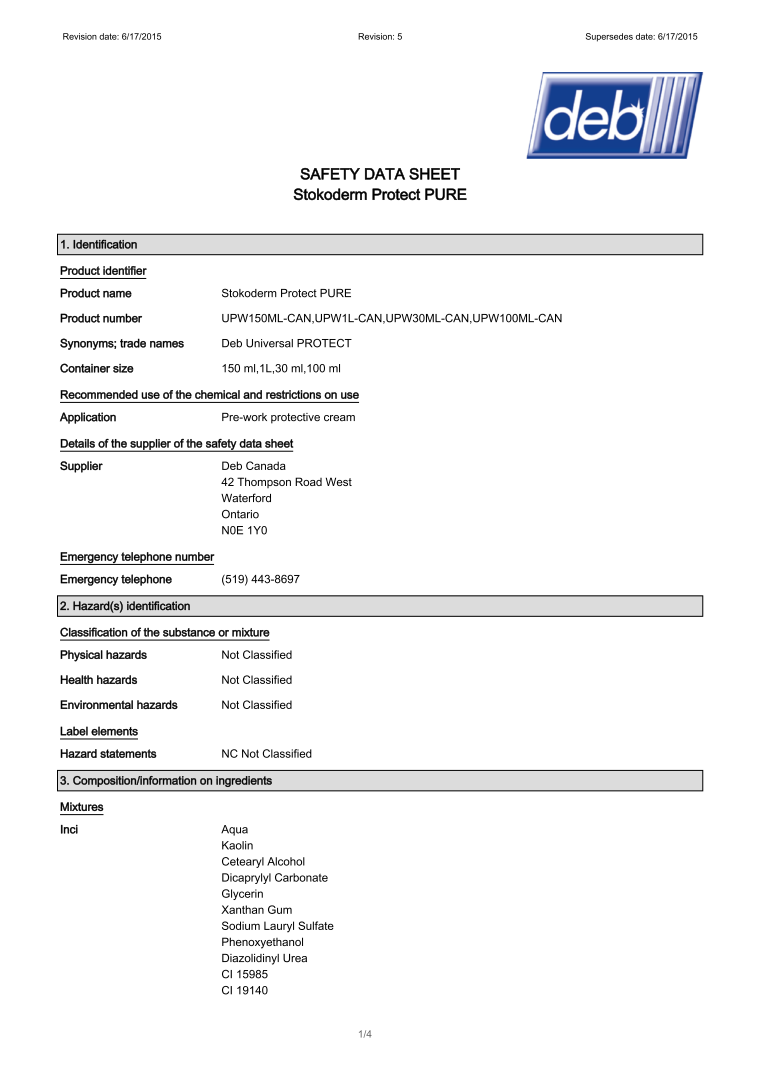 Revision date: 6/17/2015 Revision: 5 Supersedes date: 6/17/2015
deb
SAFETY DATA SHEET
Stokoderm Protect PURE
1. Identification
Product identifier
Product name Stokoderm Protect PURE
Product number UPW150ML-CAN,UPW1L-CAN,UPW30ML-CAN,UPW100ML-CAN
Synonyms; trade names Deb Universal PROTECT
Container size 150 ml,1L,30 ml,100 ml
Recommended use of the chemical and restrictions on use
Application Pre-work protective cream
Details of the supplier of the safety data sheet
Supplier Deb Canada
42 Thompson Road West
Waterford
Ontario
N0E 1Y0
Emergency telephone number
Emergency telephone (519) 443-8697
2. Hazard(s) identification
Classification of the substance or mixture
Physical hazards Not Classified
Health hazards Not Classified
Environmental hazards Not Classified
Label elements
Hazard statements NC Not Classified
3. Composition/information on ingredients
Mixtures
Inci Aqua
Kaolin
Cetearyl Alcohol
Dicaprylyl Carbonate
Glycerin
Xanthan Gum
Sodium Lauryl Sulfate
Phenoxyethanol
Diazolidinyl Urea
CI 15985
CI 19140
1/4